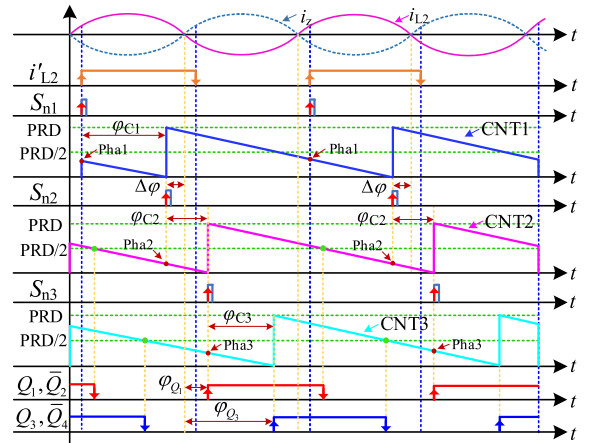 i_z i_L2
t
i′_L2
t
S_n1
t
PRD φ_C1 CNT1
PRD/2 Pha1 Pha1
t
Δφ Δφ
S_n2
t
PRD φ_C2 φ_C2 CNT2
PRD/2 Pha2 Pha2
t
S_n3
t
PRD φ_C3 CNT3
PRD/2 Pha3 Pha3
t
Q_1, Q̅_2 φ_Q1
t
Q_3, Q̅_4 φ_Q3
t